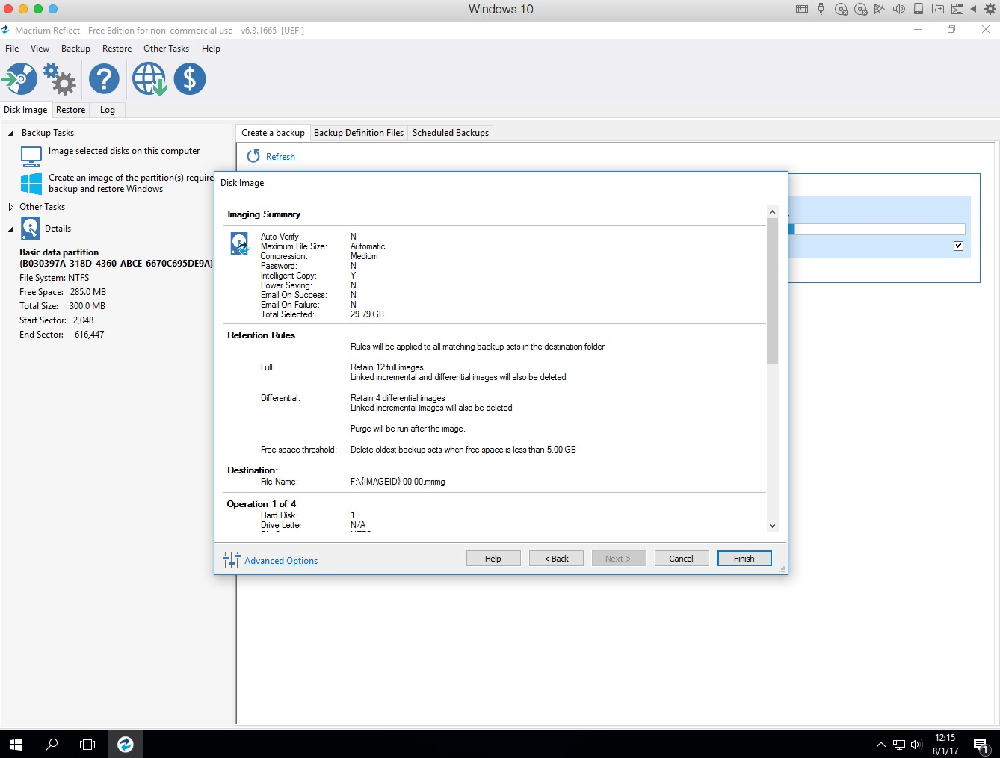 Windows 10
Macrium Reflect - Free Edition for non-commercial use - v6.3.1665 [UEFI]
File View Backup Restore Other Tasks Help
Disk Image Restore Log
Backup Tasks
Image selected disks on this computer
Create an image of the partition(s) require
backup and restore Windows
Other Tasks
Details
Basic data partition
{B030397A-318D-4360-ABCE-6670C695DE9A}
File System: NTFS
Free Space: 285.0 MB
Total Size: 300.0 MB
Start Sector: 2,048
End Sector: 616,447
Create a backup Backup Definition Files Scheduled Backups
Refresh
Disk Image
Imaging Summary
Auto Verify: N
Maximum File Size: Automatic
Compression: Medium
Password: N
Intelligent Copy: Y
Power Saving: N
Email On Success: N
Email On Failure: N
Total Selected: 29.79 GB
Retention Rules
Rules will be applied to all matching backup sets in the destination folder
Full: Retain 12 full images
Linked incremental and differential images will also be deleted
Differential: Retain 4 differential images
Linked incremental images will also be deleted
Purge will be run after the image.
Free space threshold: Delete oldest backup sets when free space is less than 5.00 GB
Destination:
File Name: F:\{IMAGEID}-00-00.mrimg
Operation 1 of 4
Hard Disk: 1
Drive Letter: N/A
Advanced Options
Help < Back Next > Cancel Finish
12:15
8/1/17
1